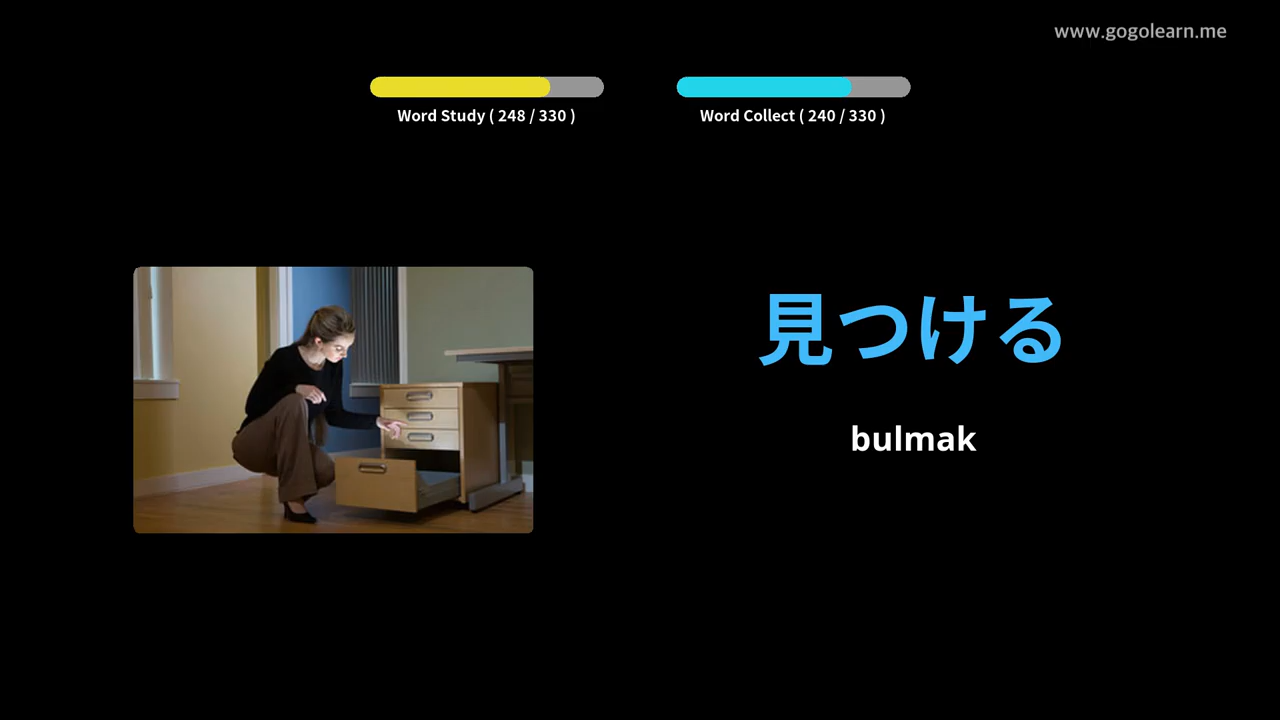 www.gogolearn.me
Word Study ( 248 / 330 )
Word Collect ( 240 / 330 )
見つける
bulmak